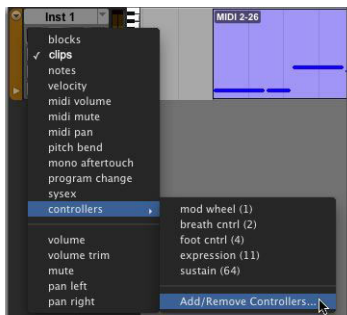 Inst 1
MIDI 2-26
blocks
✓ clips
notes
velocity
midi volume
midi mute
midi pan
pitch bend
mono aftertouch
program change
sysex
controllers
mod wheel (1)
breath cntrl (2)
foot cntrl (4)
expression (11)
sustain (64)
Add/Remove Controllers...
volume
volume trim
mute
pan left
pan right